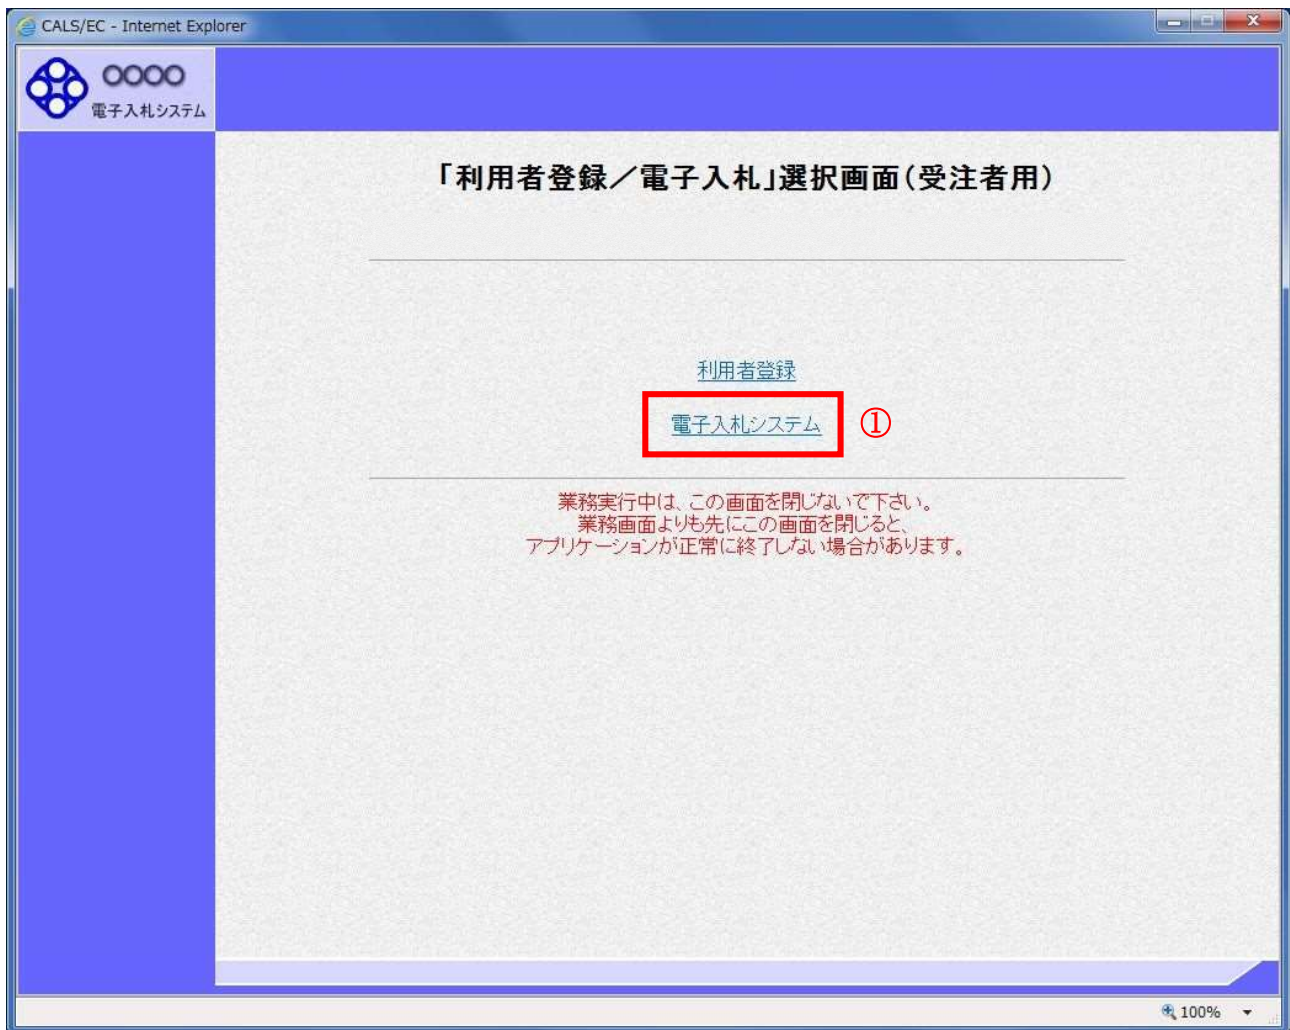 CALS/EC - Internet Explorer
○○○○
電子入札システム
「利用者登録／電子入札」選択画面（受注者用）
利用者登録
電子入札システム ①
業務実行中は、この画面を閉じないで下さい。
業務画面よりも先にこの画面を閉じると、
アプリケーションが正常に終了しない場合があります。
100%